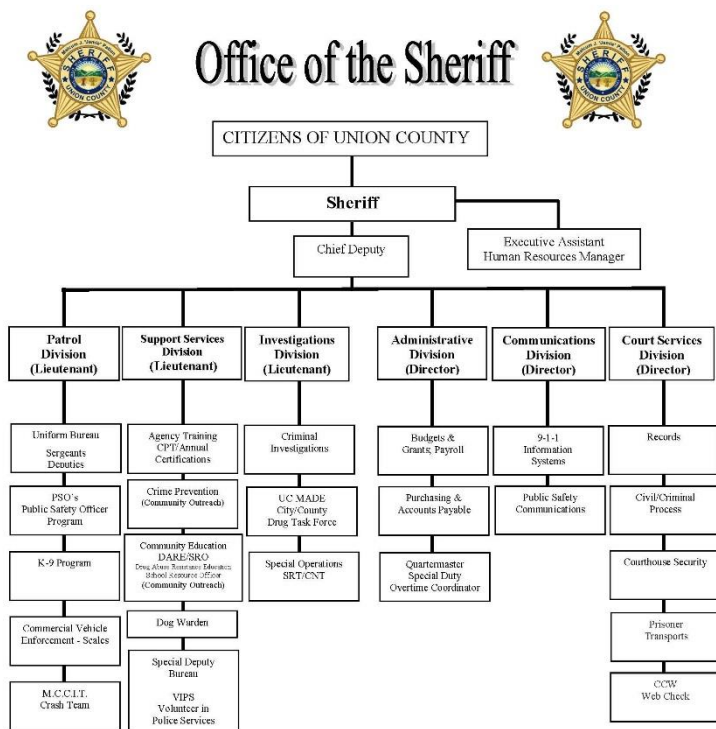 Office of the Sheriff
SHERIFF
UNION COUNTY
SHERIFF
UNION COUNTY
CITIZENS OF UNION COUNTY
Sheriff
Chief Deputy
Executive Assistant
Human Resources Manager
Patrol
Division
(Lieutenant)
Support Services
Division
(Lieutenant)
Investigations
Division
(Lieutenant)
Administrative
Division
(Director)
Communications
Division
(Director)
Court Services
Division
(Director)
Uniform Bureau
Sergeants
Deputies
PSO's
Public Safety Officer
Program
K-9 Program
Commercial Vehicle
Enforcement - Scales
M.C.C.I.T.
Crash Team
Agency Training
CPT/Annual
Certifications
Crime Prevention
(Community Outreach)
Community Education
DARE/SRO
Drug Abuse Resistance Education
School Resource Officer
(Community Outreach)
Dog Warden
Special Deputy
Bureau
VIPS
Volunteer in
Police Services
Criminal
Investigations
UC MADE
City/County
Drug Task Force
Special Operations
SRT/CNT
Budgets &
Grants; Payroll
Purchasing &
Accounts Payable
Quartermaster
Special Duty
Overtime Coordinator
9-1-1
Information
Systems
Public Safety
Communications
Records
Civil/Criminal
Process
Courthouse Security
Prisoner
Transports
CCW
Web Check